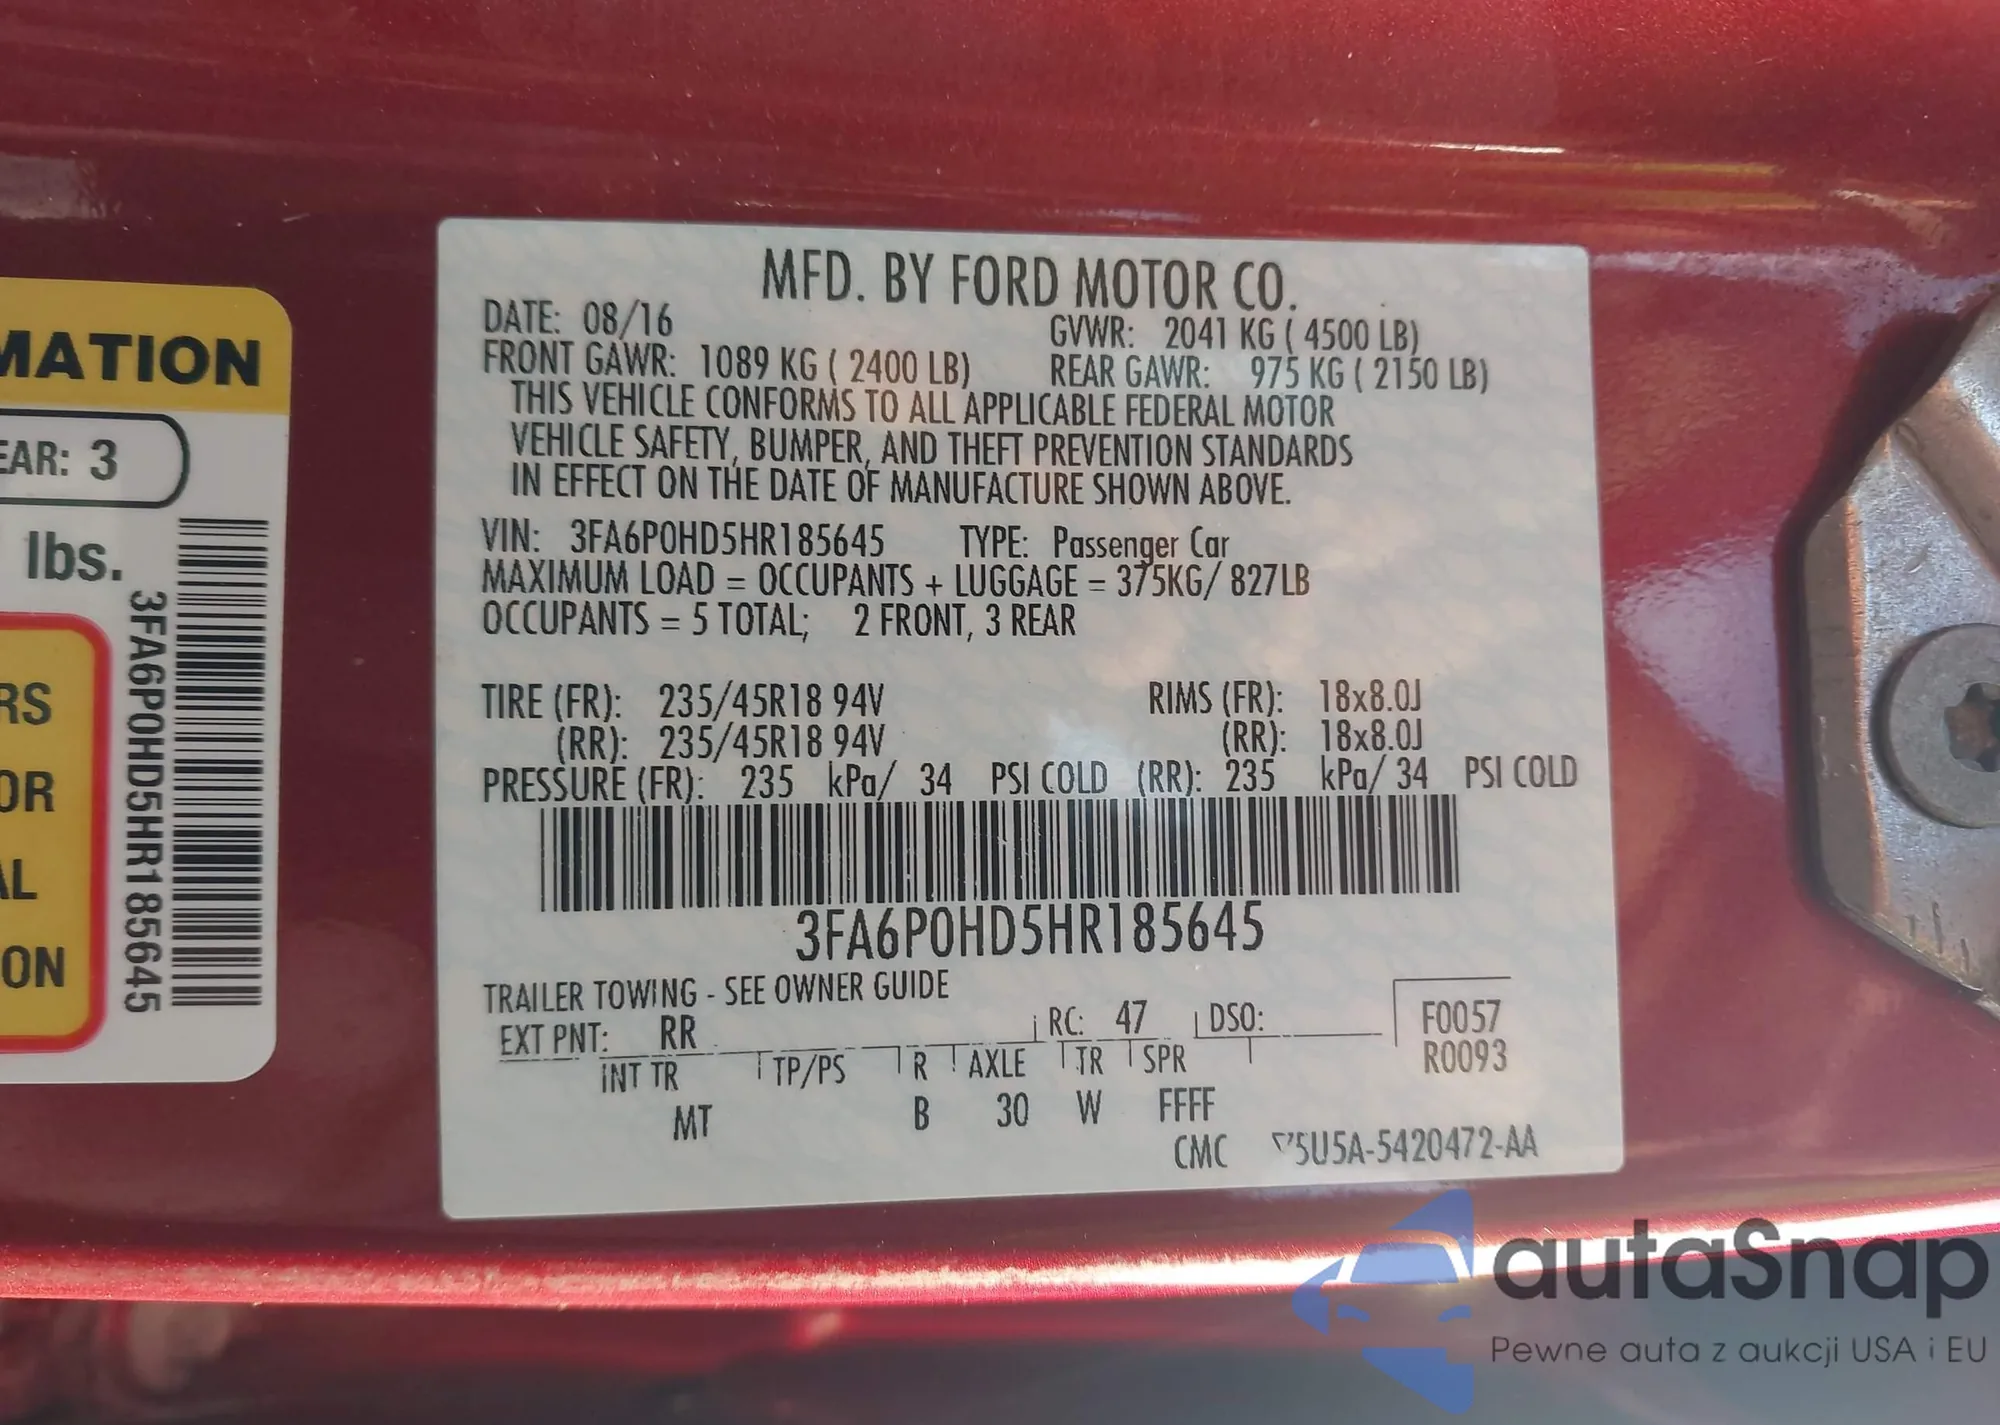 MATION
EAR: 3
lbs.
3FA6P0HD5HR185645
RS
OR
AL
ON
MFD. BY FORD MOTOR CO.
DATE: 08/16 GVWR: 2041 KG ( 4500 LB)
FRONT GAWR: 1089 KG ( 2400 LB) REAR GAWR: 975 KG ( 2150 LB)
THIS VEHICLE CONFORMS TO ALL APPLICABLE FEDERAL MOTOR
VEHICLE SAFETY, BUMPER, AND THEFT PREVENTION STANDARDS
IN EFFECT ON THE DATE OF MANUFACTURE SHOWN ABOVE.
VIN: 3FA6P0HD5HR185645 TYPE: Passenger Car
MAXIMUM LOAD = OCCUPANTS + LUGGAGE = 375KG/ 827LB
OCCUPANTS = 5 TOTAL; 2 FRONT, 3 REAR
TIRE (FR): 235/45R18 94V RIMS (FR): 18x8.0J
(RR): 235/45R18 94V (RR): 18x8.0J
PRESSURE (FR): 235 kPa/ 34 PSI COLD (RR): 235 kPa/ 34 PSI COLD
3FA6P0HD5HR185645
TRAILER TOWING - SEE OWNER GUIDE
EXT PNT: RR RC: 47 DSO: F0057
INT TR TP/PS R AXLE TR SPR R0093
MT B 30 W FFFF
CMC 5U5A-5420472-AA
autaSnap
Pewne auta z aukcji USA i EU